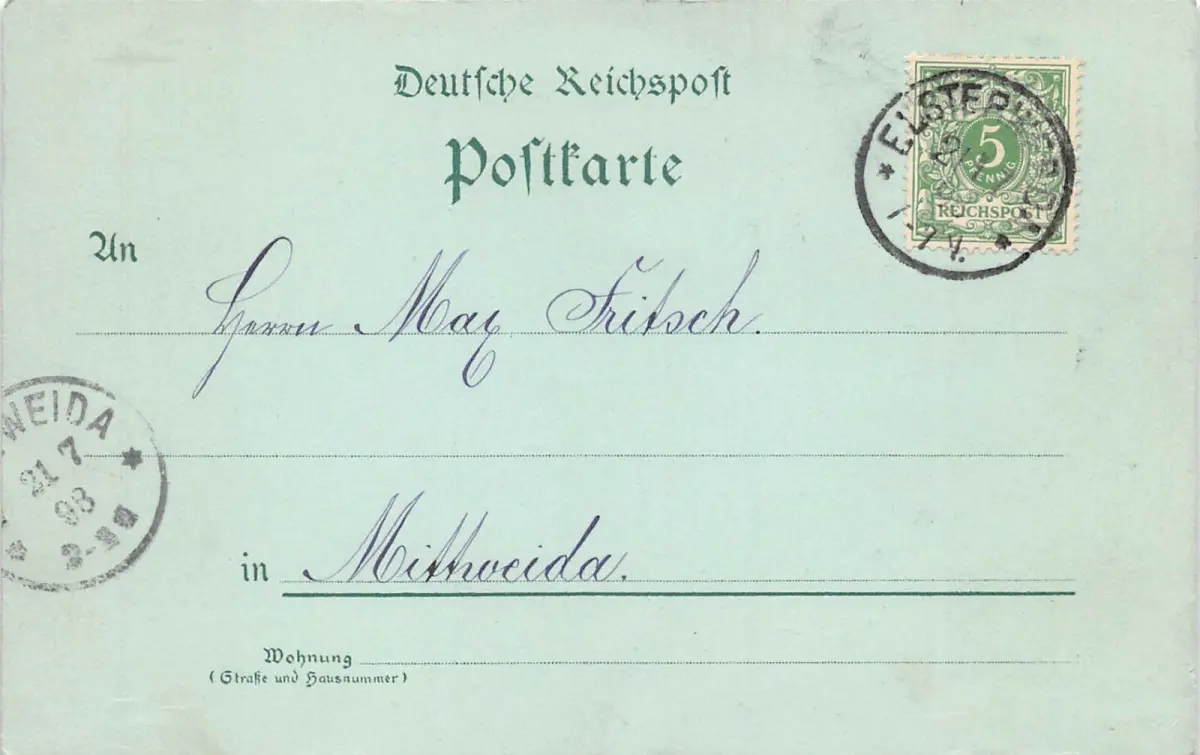 Deutsche Reichspost
Postkarte
5
PFENNIG
REICHSPOST
An
Herrn Max Fritsch.
WEIDA
21 7
98
in Mittweida.
Wohnung
(Straße und Hausnummer)